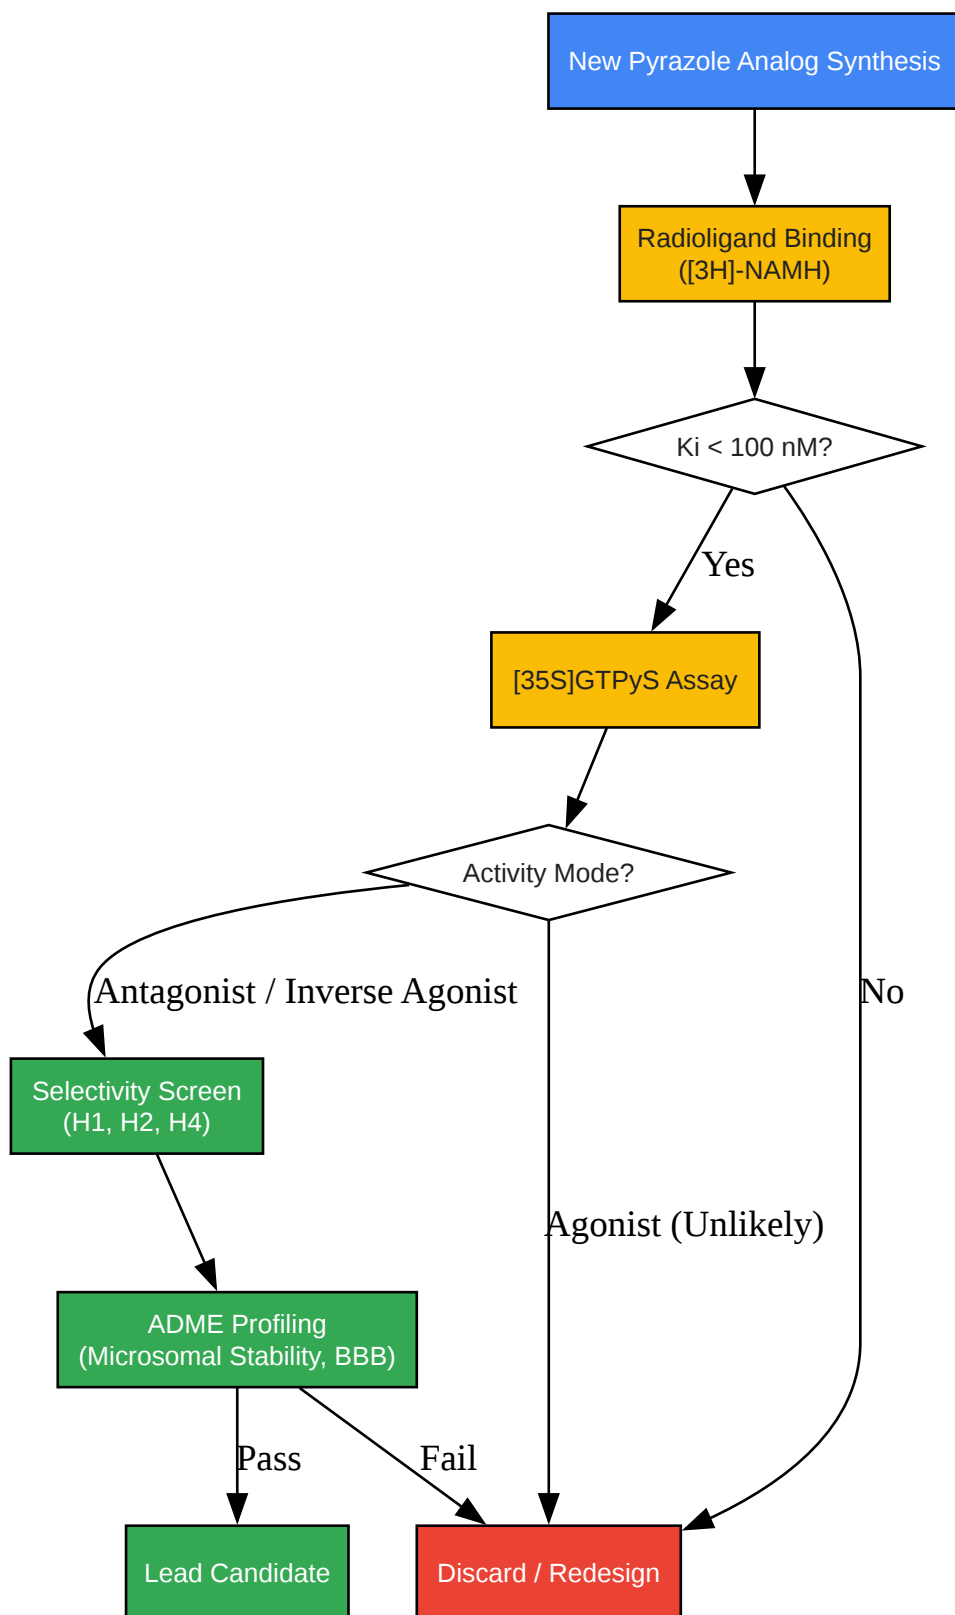 New Pyrazole Analog Synthesis
Radioligand Binding
([3H]-NAMH)
Ki < 100 nM?
Yes
[35S]GTPyS Assay
Activity Mode?
Antagonist / Inverse Agonist
No
Selectivity Screen
(H1, H2, H4)
Agonist (Unlikely)
ADME Profiling
(Microsomal Stability, BBB)
Pass
Fail
Lead Candidate
Discard / Redesign